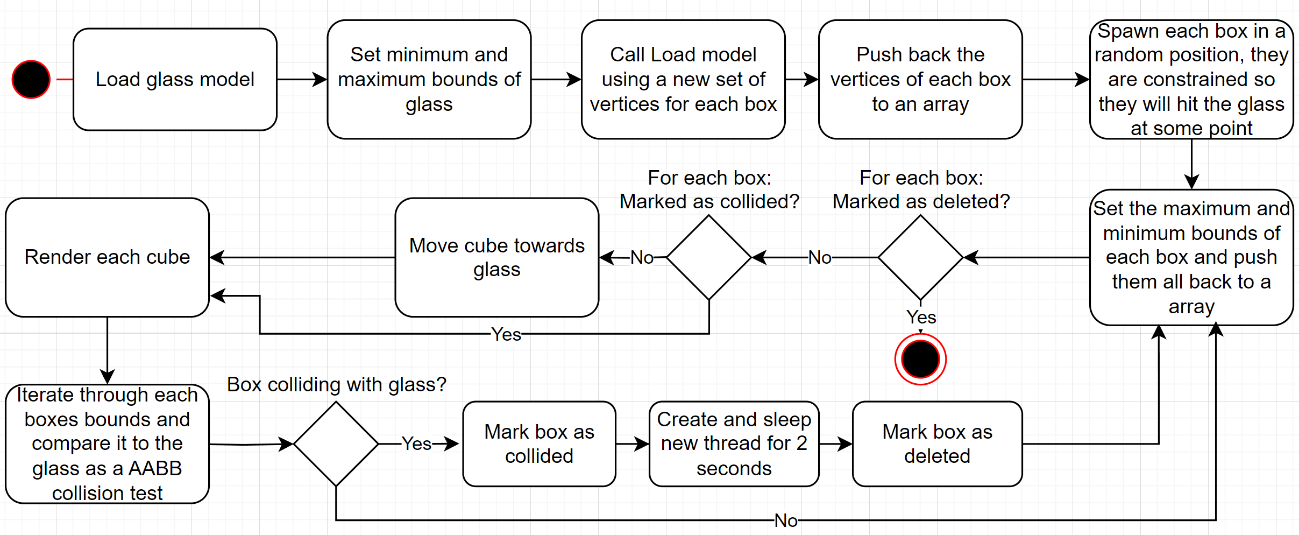 Load glass model
Set minimum and
maximum bounds of
glass
Call Load model
using a new set of
vertices for each box
Push back the
vertices of each box
to an array
Spawn each box in a
random position, they
are constrained so
they will hit the glass
at some point
Set the maximum and
minimum bounds of
each box and push
them all back to a
array
For each box:
Marked as deleted?
No
Yes
For each box:
Marked as collided?
No
Yes
Move cube towards
glass
Render each cube
Iterate through each
boxes bounds and
compare it to the
glass as a AABB
collision test
Box colliding with glass?
Yes
No
Mark box as
collided
Create and sleep
new thread for 2
seconds
Mark box as
deleted